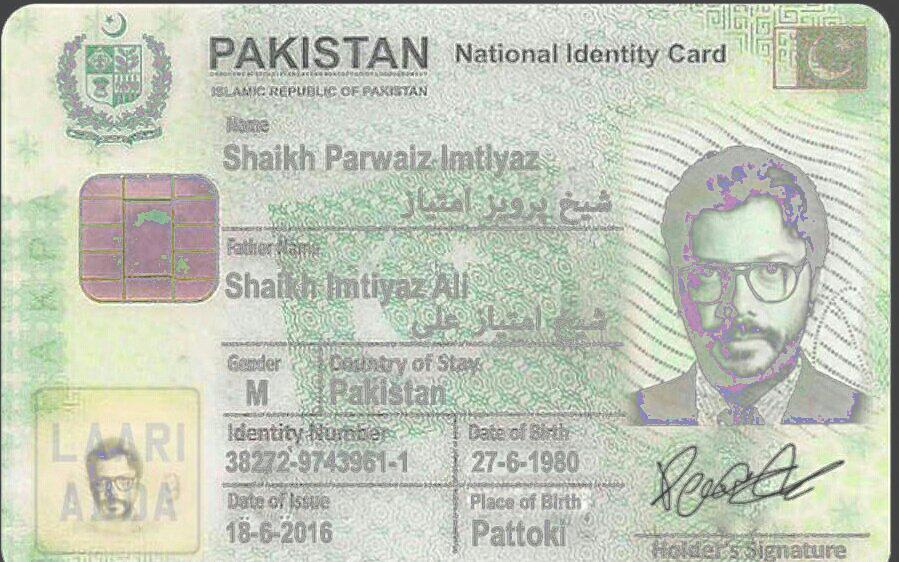 PAKISTAN National Identity Card
ISLAMIC REPUBLIC OF PAKISTAN
Name
Shaikh Parwaiz Imtiyaz
شیخ پرویز امتیاز
Father Name
Shaikh Imtiyaz Ali
شیخ امتیاز علی
Gender Country of Stay
M Pakistan
Identity Number Date of Birth
38272-9743961-1 27-6-1980
Date of Issue Place of Birth
18-6-2016 Pattoki
LAARI
ADDA
Holder's Signature